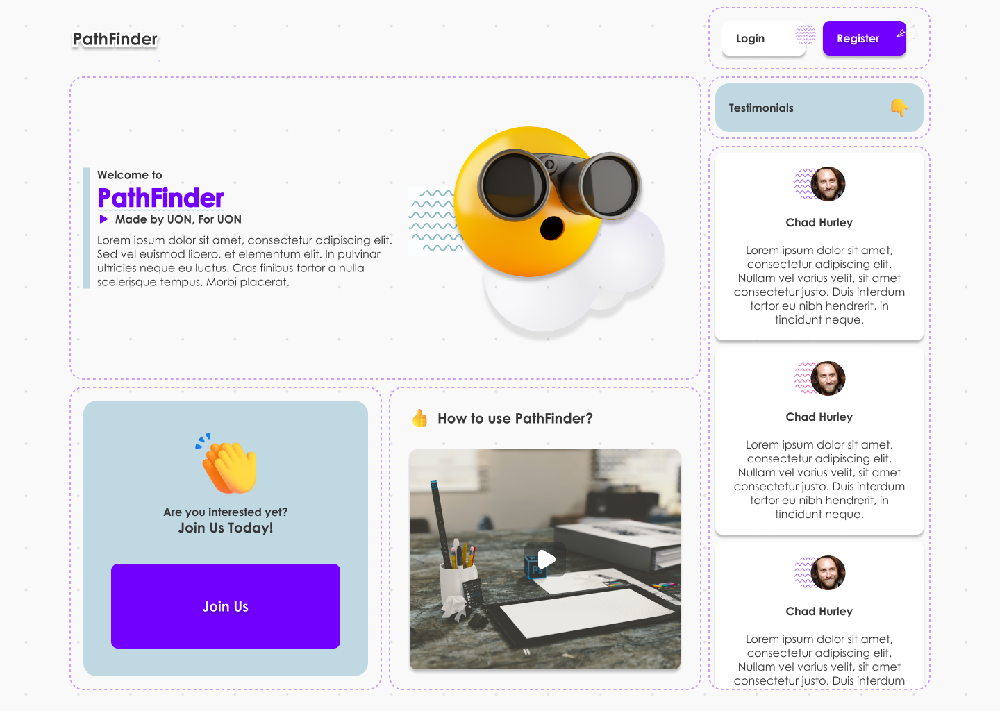 PathFinder
Login
Register
Welcome to
PathFinder
Made by UON, For UON
Lorem ipsum dolor sit amet, consectetur adipiscing elit.
Sed vel euismod libero, et elementum elit. In pulvinar
ultricies neque eu luctus. Cras finibus tortor a nulla
scelerisque tempus. Morbi placerat.
Are you interested yet?
Join Us Today!
Join Us
How to use PathFinder?
Ps
Testimonials
Chad Hurley
Lorem ipsum dolor sit amet,
consectetur adipiscing elit.
Nullam vel varius velit, sit amet
consectetur justo. Duis interdum
tortor eu nibh hendrerit, in
tincidunt neque.
Chad Hurley
Lorem ipsum dolor sit amet,
consectetur adipiscing elit.
Nullam vel varius velit, sit amet
consectetur justo. Duis interdum
tortor eu nibh hendrerit, in
tincidunt neque.
Chad Hurley
Lorem ipsum dolor sit amet,
consectetur adipiscing elit.
Nullam vel varius velit, sit amet
consectetur justo. Duis interdum